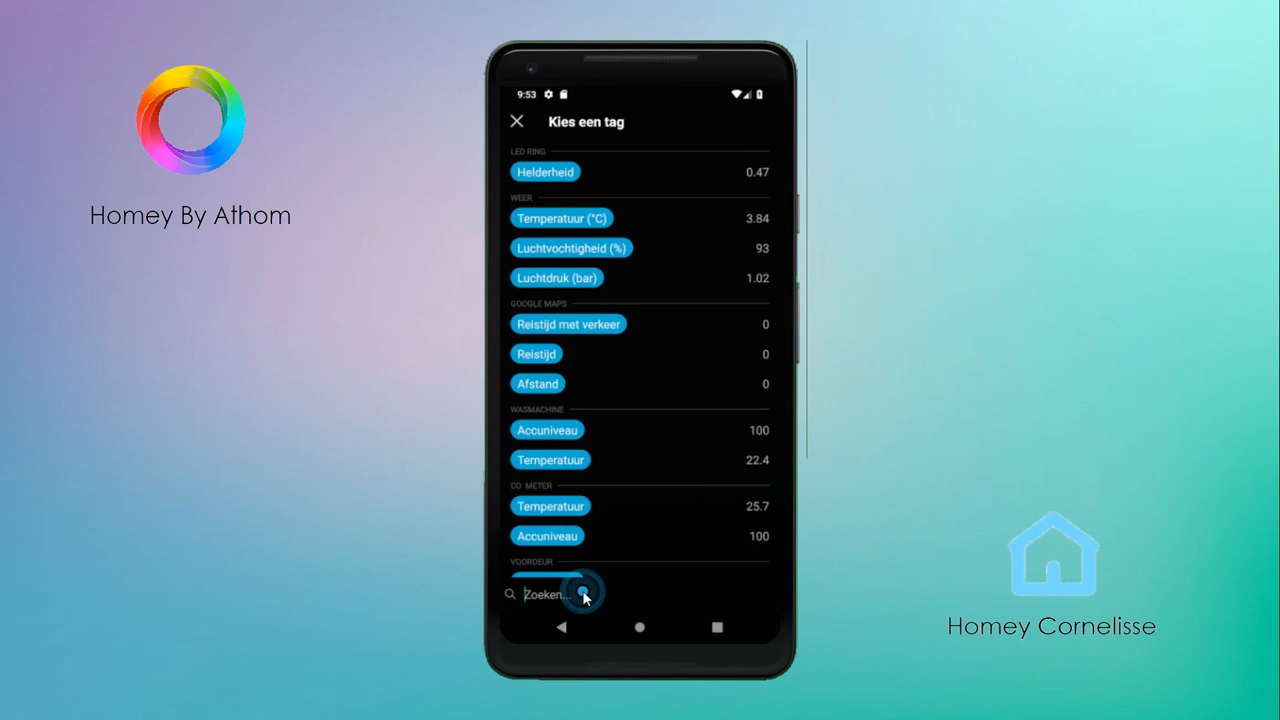 Homey By Athom
9:53
Kies een tag
LED RING
Helderheid 0.47
WEER
Temperatuur (°C) 3.84
Luchtvochtigheid (%) 93
Luchtdruk (bar) 1.02
GOOGLE MAPS
Reistijd met verkeer 0
Reistijd 0
Afstand 0
WASMACHINE
Accuniveau 100
Temperatuur 22.4
CO METER
Temperatuur 25.7
Accuniveau 100
VOORDEUR
Zoeken...
Homey Cornelisse